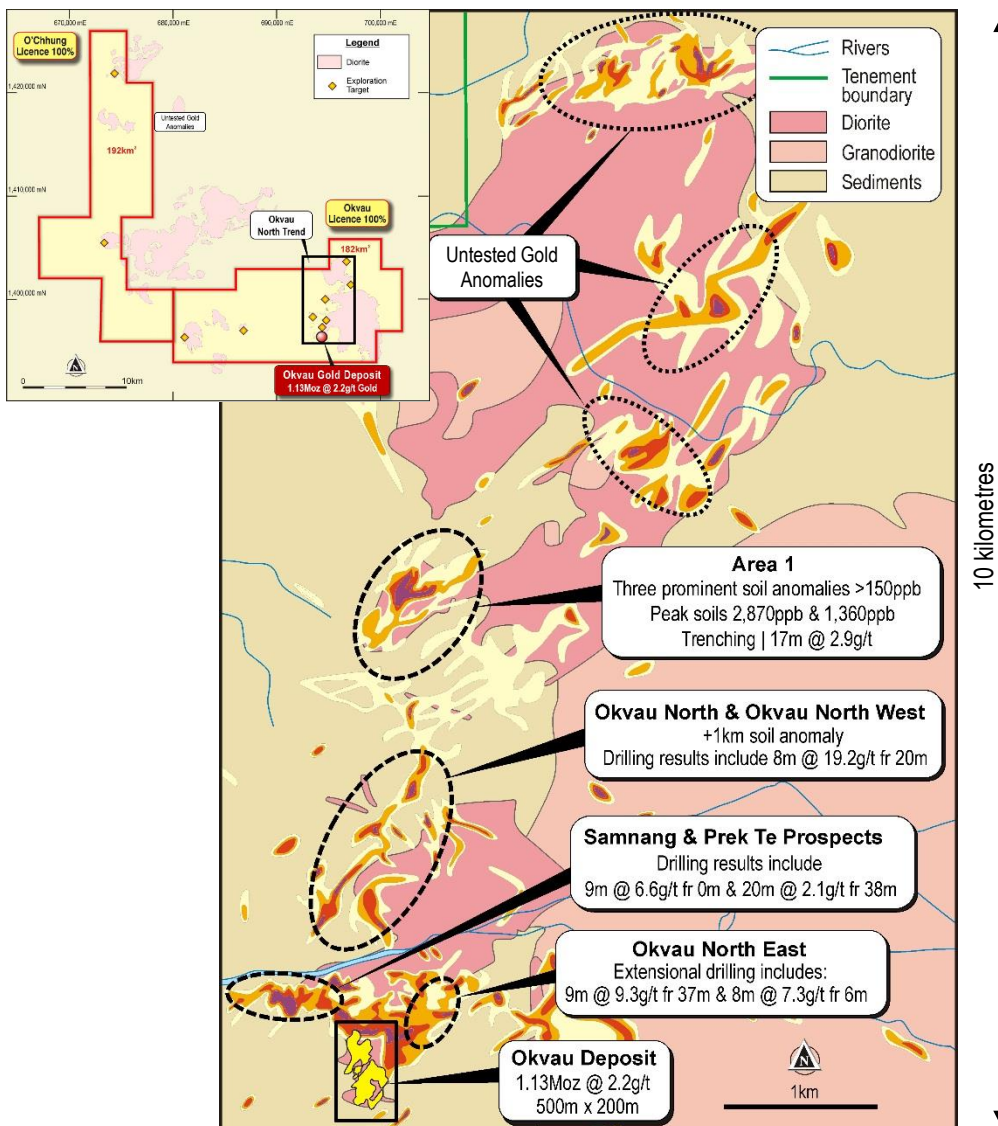 670,000 mE
680,000 mE
690,000 mE
700,000 mE
O'Chhung
Licence 100%
Legend
Diorite
Exploration
Target
1,420,000 mN
Untested Gold
Anomalies
192km²
1,410,000 mN
Okvau
North Trend
Okvau
Licence 100%
182km²
1,400,000 mN
N
0
10km
Okvau Gold Deposit
1.13Moz @ 2.2g/t Gold
Rivers
Tenement
boundary
Diorite
Granodiorite
Sediments
Untested Gold
Anomalies
10 kilometres
Area 1
Three prominent soil anomalies >150ppb
Peak soils 2,870ppb & 1,360ppb
Trenching | 17m @ 2.9g/t
Okvau North & Okvau North West
+1km soil anomaly
Drilling results include 8m @ 19.2g/t fr 20m
Samnang & Prek Te Prospects
Drilling results include
9m @ 6.6g/t fr 0m & 20m @ 2.1g/t fr 38m
Okvau North East
Extensional drilling includes:
9m @ 9.3g/t fr 37m & 8m @ 7.3g/t fr 6m
Okvau Deposit
1.13Moz @ 2.2g/t
500m x 200m
N
1km